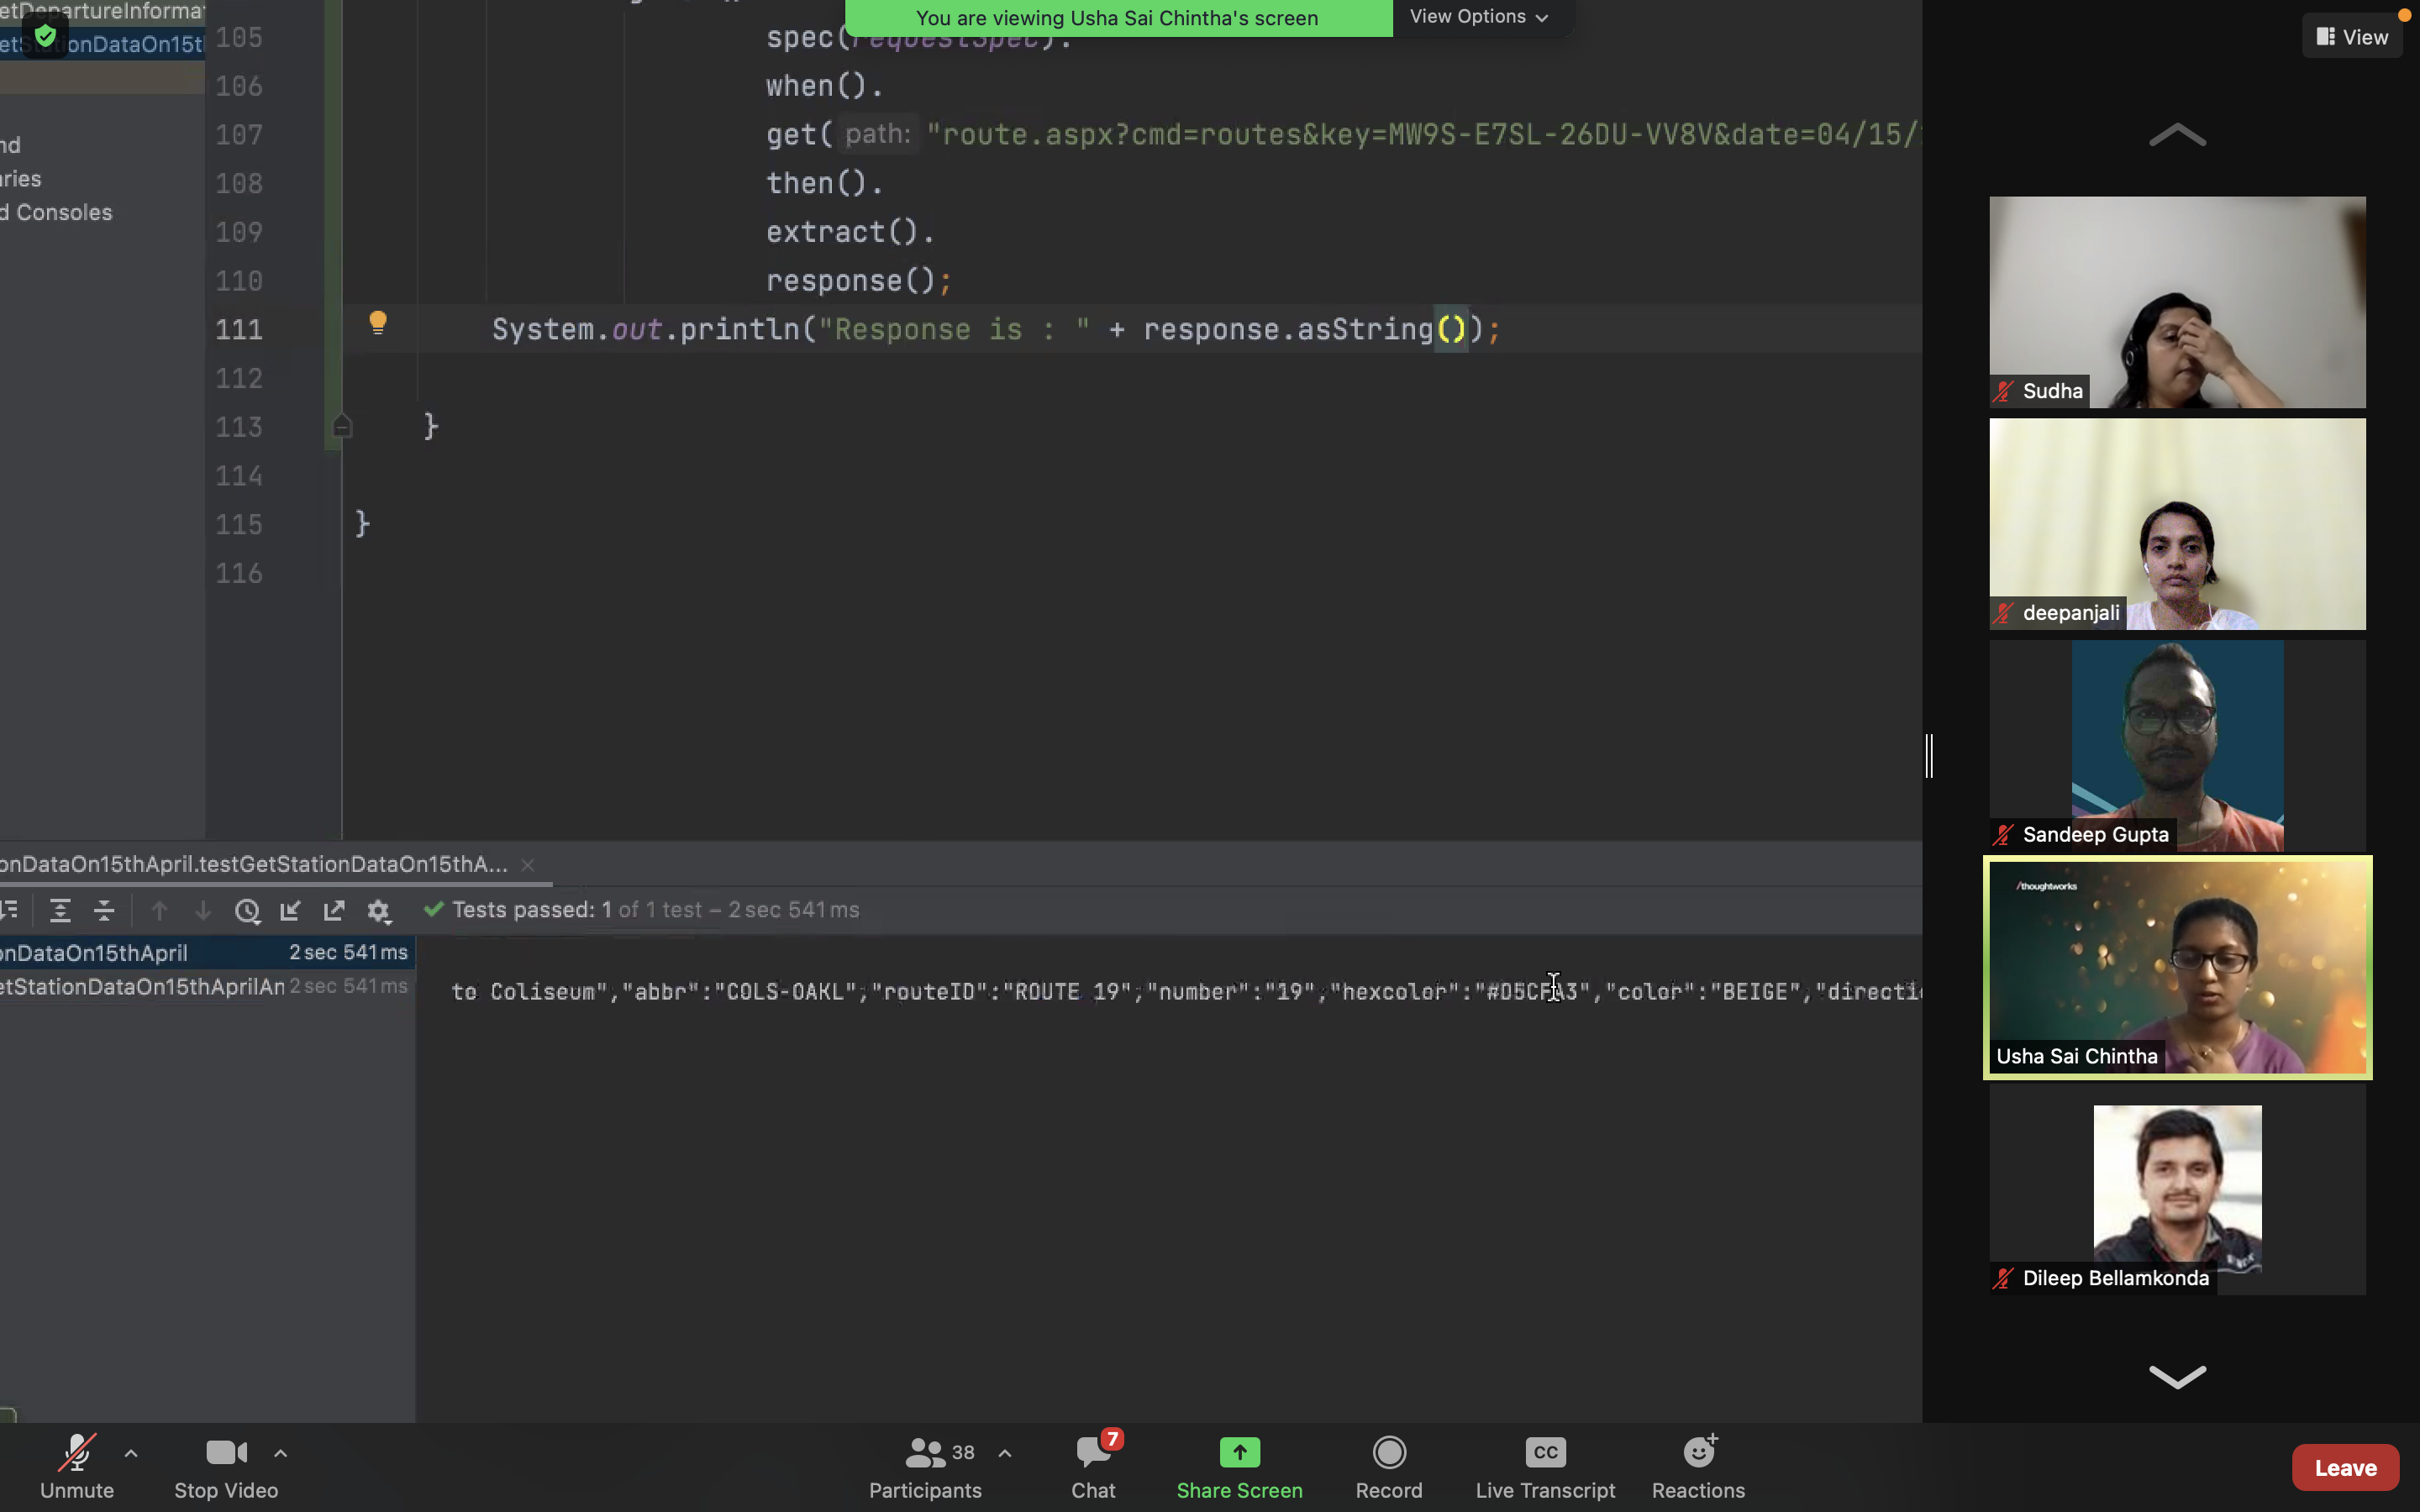 etDepartureInforma
You are viewing Usha Sai Chintha's screen
View Options
View
105 spec(requestSpec).
106 when().
107 get( path: "route.aspx?cmd=routes&key=MW9S-E7SL-26DU-VV8V&date=04/15/
108 then().
109 extract().
110 response();
111 System.out.println("Response is : " + response.asString());
112
113 }
114
115 }
116
nd
ries
d Consoles
Sudha
deepanjali
Sandeep Gupta
/thoughtworks
Usha Sai Chintha
Dileep Bellamkonda
onDataOn15thApril.testGetStationDataOn15thA... ×
Tests passed: 1 of 1 test – 2 sec 541 ms
onDataOn15thApril 2 sec 541 ms
etStationDataOn15thAprilAn 2 sec 541 ms
to Coliseum","abbr":"COLS-OAKL","routeID":"ROUTE 19","number":"19","hexcolor":"#D5CFA3","color":"BEIGE","directi
Unmute
Stop Video
38
Participants
7
Chat
Share Screen
Record
CC
Live Transcript
Reactions
Leave